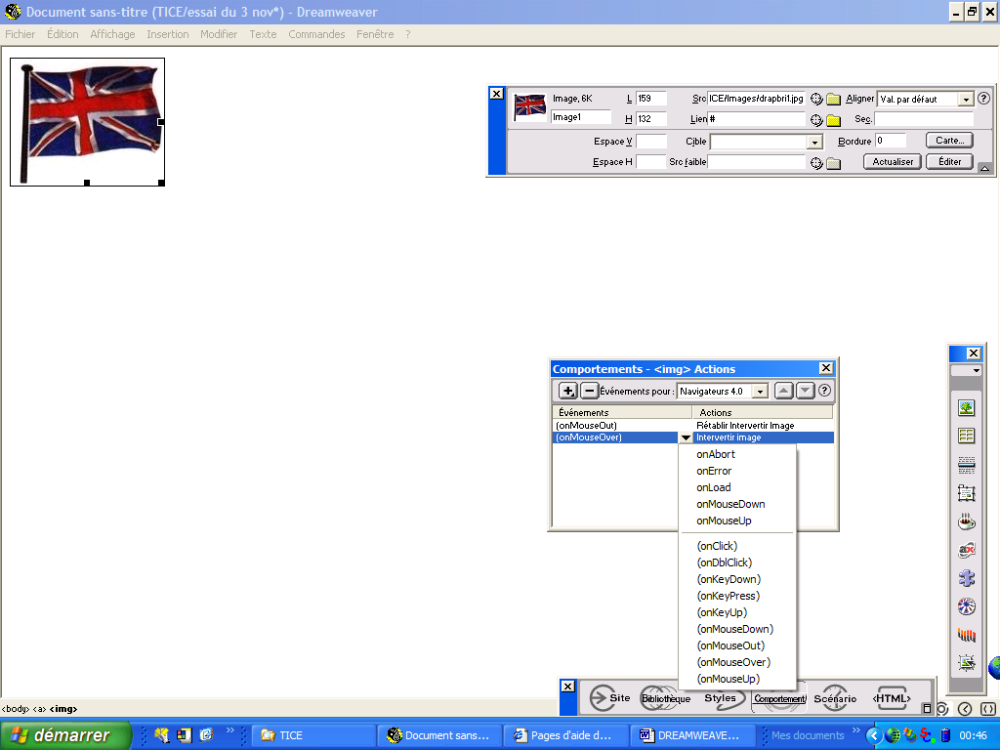 Document sans-titre (TICE/essai du 3 nov*) - Dreamweaver
Fichier Édition Affichage Insertion Modifier Texte Commandes Fenêtre ?
Image, 6K L 159 Src ICE/Images/drapbri1.jpg Aligner Val. par défaut ?
Image1 H 132 Lien # Sec.
Espace V Cible Bordure 0 Carte...
Espace H Src faible Actualiser Éditer
Comportements - <img> Actions
Événements pour : Navigateurs 4.0 ?
Événements Actions
(onMouseOut) Rétablir Intervertir Image
(onMouseOver) Intervertir image
onAbort
onError
onLoad
onMouseDown
onMouseUp
(onClick)
(onDblClick)
(onKeyDown)
(onKeyPress)
(onKeyUp)
(onMouseDown)
(onMouseOut)
(onMouseOver)
(onMouseUp)
Site Bibliothèque Styles Comportement Scénario <HTML>
<body> <a> <img>
démarrer » TICE Document sans... Pages d'aide d... DREAMWEAVE... Mes documents » 00:46